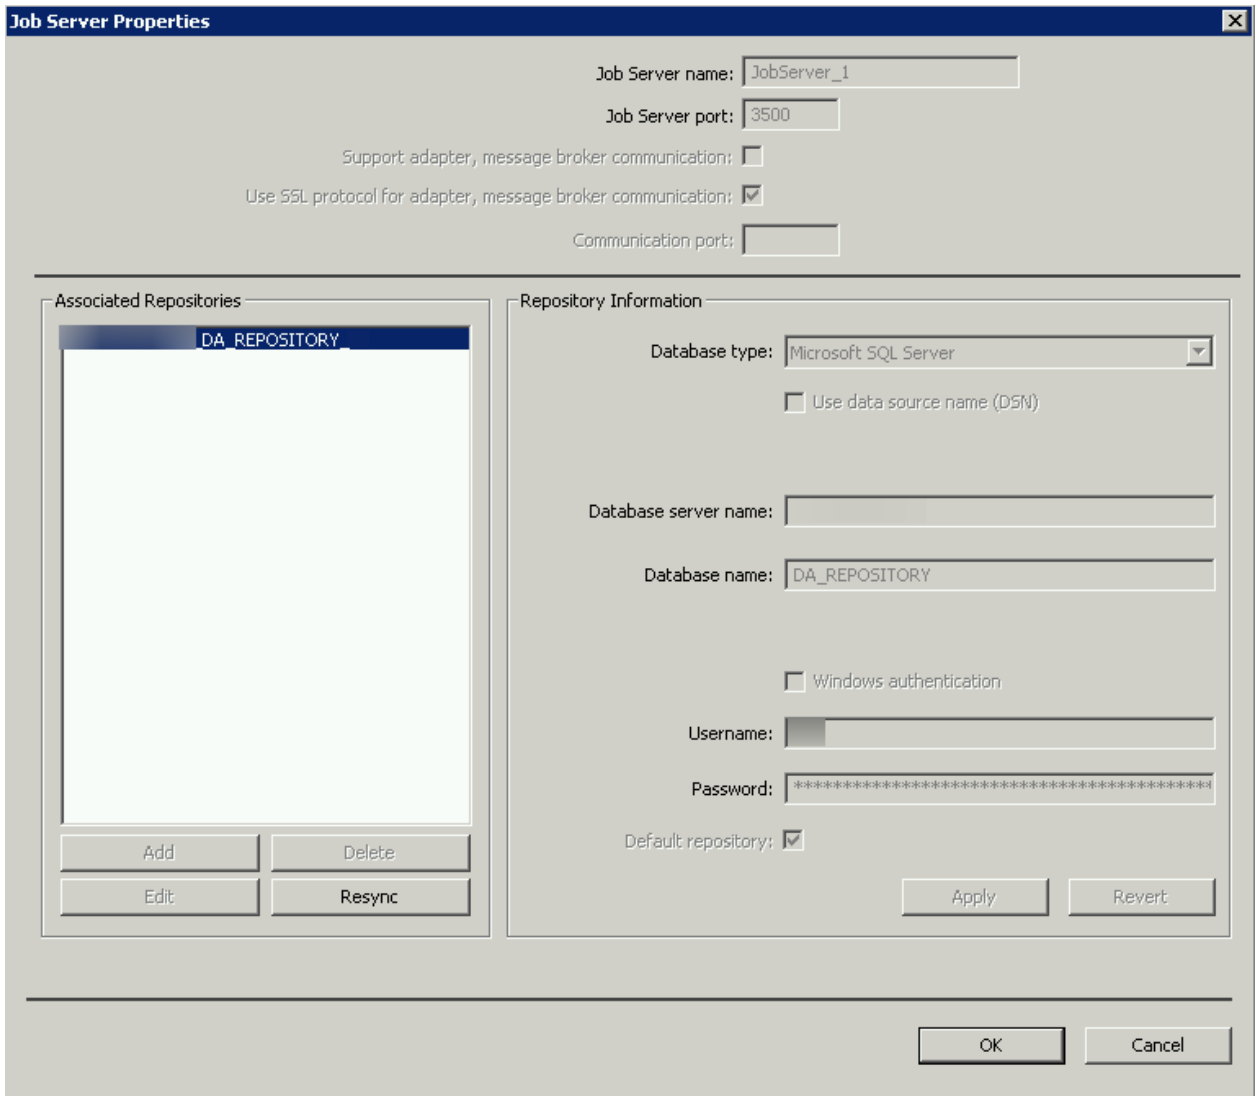 Job Server Properties
Job Server name: JobServer_1
Job Server port: 3500
Support adapter, message broker communication:
Use SSL protocol for adapter, message broker communication:
Communication port:
Associated Repositories
_DA_REPOSITORY_
Add
Delete
Edit
Resync
Repository Information
Database type: Microsoft SQL Server
Use data source name (DSN)
Database server name:
Database name: DA_REPOSITORY
Windows authentication
Username:
Password: ******************************************
Default repository:
Apply
Revert
OK
Cancel